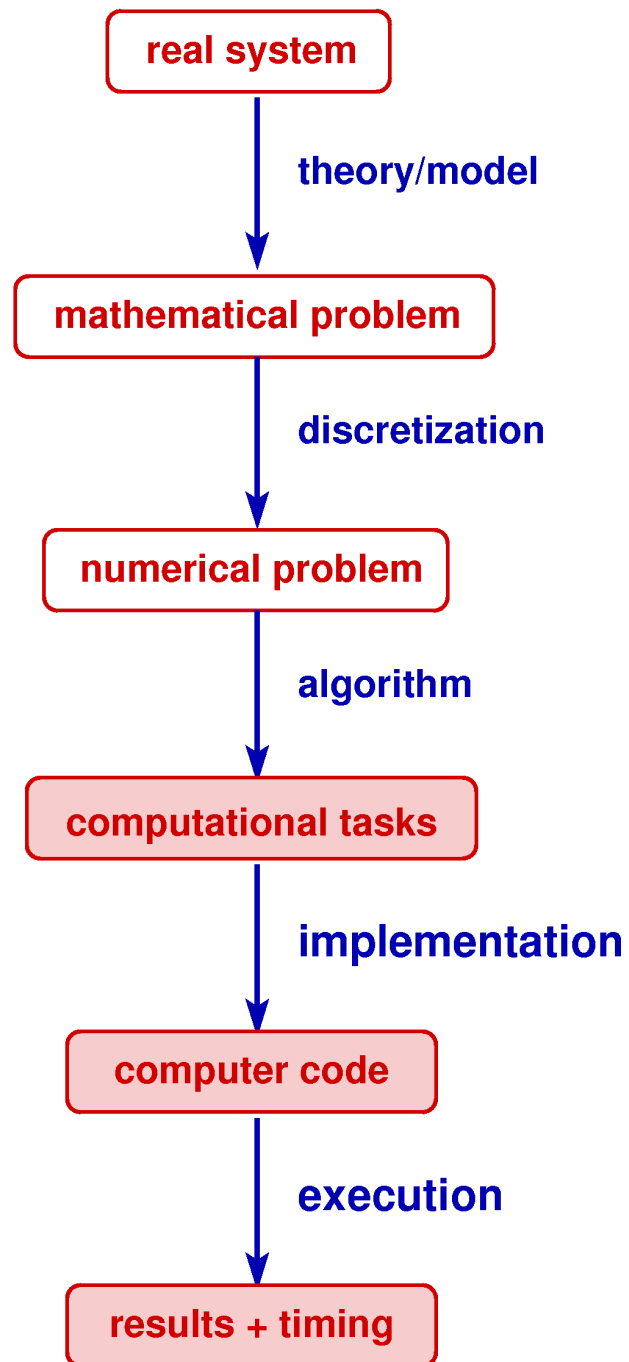 real system
theory/model
mathematical problem
discretization
numerical problem
algorithm
computational tasks
implementation
computer code
execution
results + timing